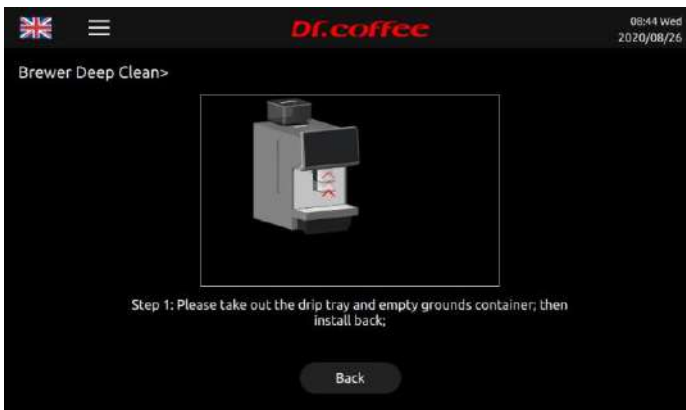 Dr.coffee
08:44 Wed
2020/08/26
Brewer Deep Clean>
Step 1: Please take out the drip tray and empty grounds container; then
install back;
Back